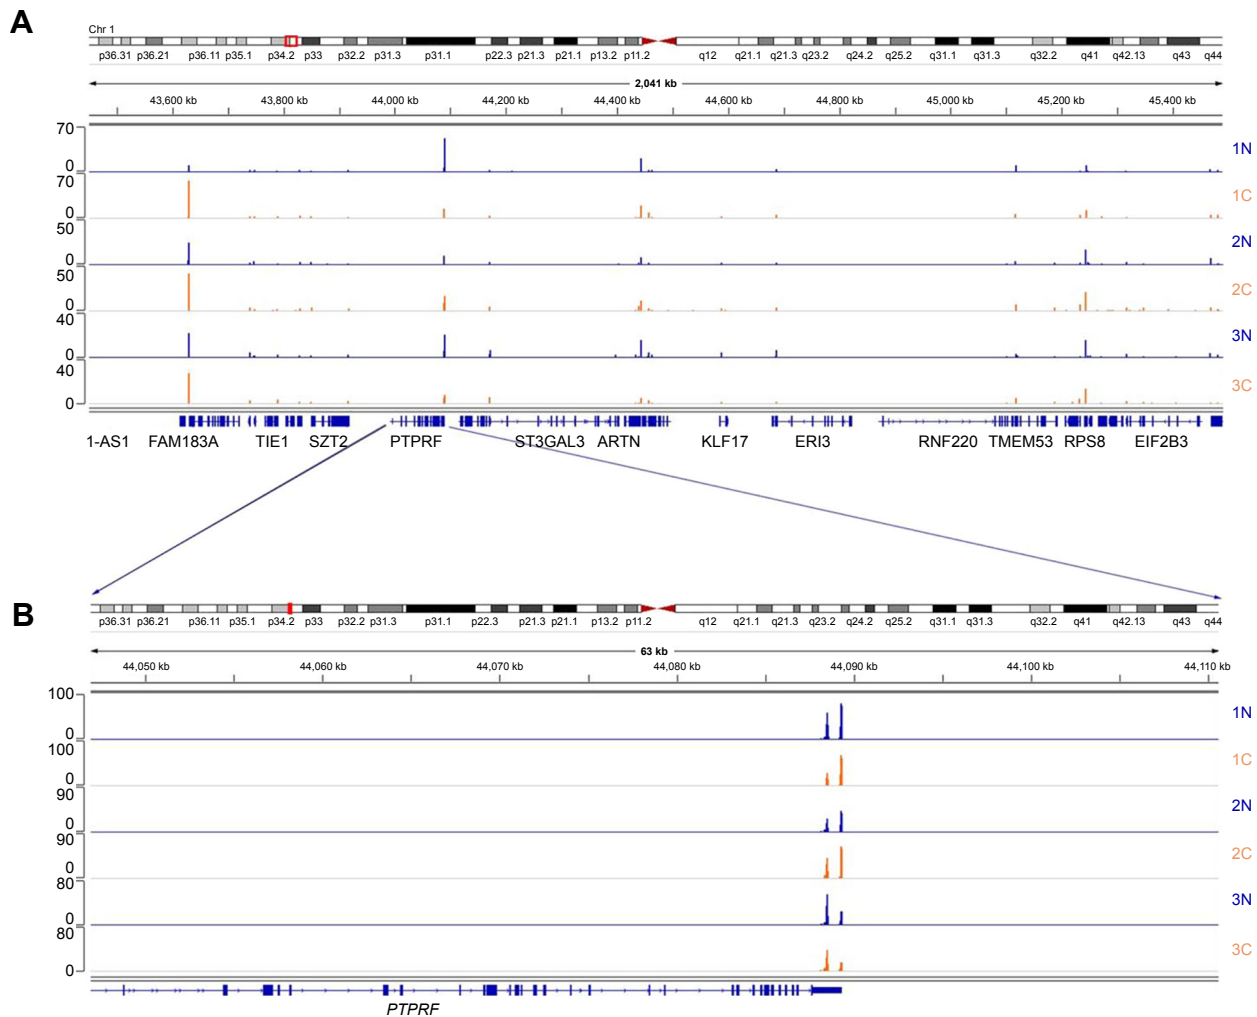 A
Chr 1
p36.31 p36.21 p36.11 p35.1 p34.2 p33 p32.2 p31.3 p31.1 p22.3 p21.3 p21.1 p13.2 p11.2 q12 q21.1 q21.3 q23.2 q24.2 q25.2 q31.1 q31.3 q32.2 q41 q42.13 q43 q44
2,041 kb
43,600 kb 43,800 kb 44,000 kb 44,200 kb 44,400 kb 44,600 kb 44,800 kb 45,000 kb 45,200 kb 45,400 kb
70
0
1N
70
0
1C
50
0
2N
50
0
2C
40
0
3N
40
0
3C
1-AS1 FAM183A TIE1 SZT2 PTPRF ST3GAL3 ARTN KLF17 ERI3 RNF220 TMEM53 RPS8 EIF2B3
B
p36.31 p36.21 p36.11 p35.1 p34.2 p33 p32.2 p31.3 p31.1 p22.3 p21.3 p21.1 p13.2 p11.2 q12 q21.1 q21.3 q23.2 q24.2 q25.2 q31.1 q31.3 q32.2 q41 q42.13 q43 q44
63 kb
44,050 kb 44,060 kb 44,070 kb 44,080 kb 44,090 kb 44,100 kb 44,110 kb
100
0
1N
100
0
1C
90
0
2N
90
0
2C
80
0
3N
80
0
3C
PTPRF